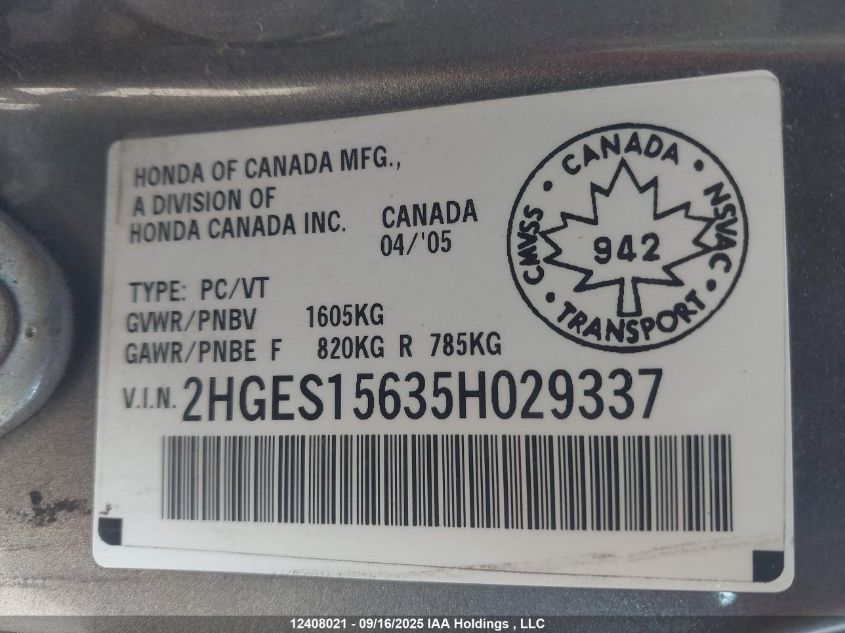 HONDA OF CANADA MFG.,
A DIVISION OF
HONDA CANADA INC.
CANADA
04/'05
TYPE: PC/VT
GVWR/PNBV 1605KG
GAWR/PNBE F 820KG R 785KG
V.I.N. 2HGES15635H029337
CANADA • NSVAC • TRANSPORT • CMVSS •
942
12408021 - 09/16/2025 IAA Holdings , LLC